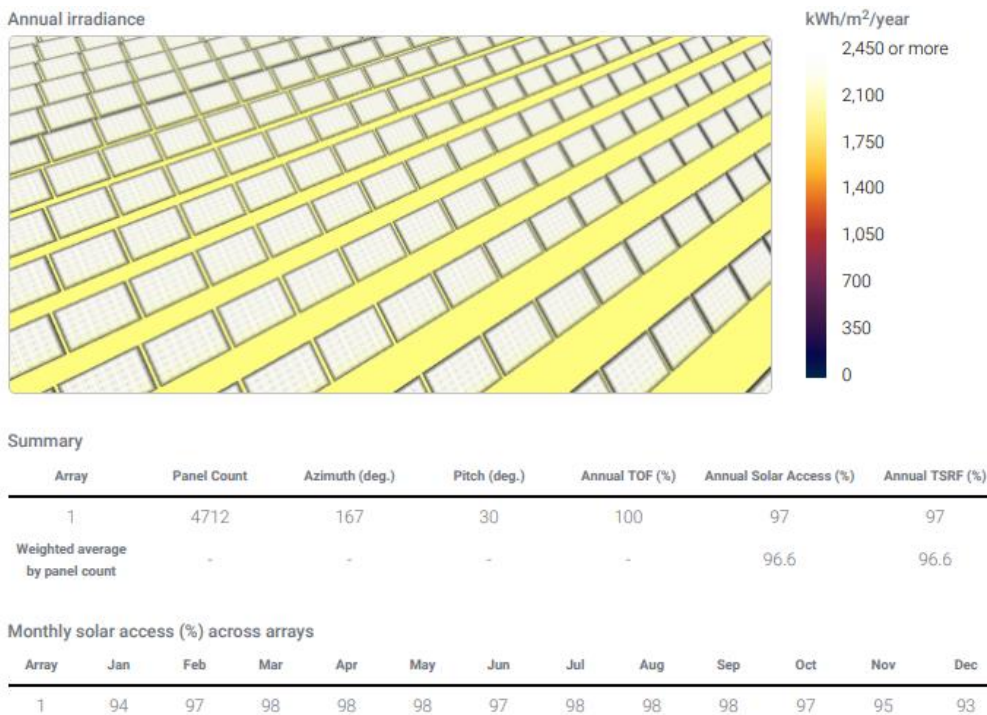 Annual irradiance
kWh/m²/year
2,450 or more
2,100
1,750
1,400
1,050
700
350
0
Summary
Array Panel Count Azimuth (deg.) Pitch (deg.) Annual TOF (%) Annual Solar Access (%) Annual TSRF (%)
1 4712 167 30 100 97 97
Weighted average
by panel count - - - - 96.6 96.6
Monthly solar access (%) across arrays
Array Jan Feb Mar Apr May Jun Jul Aug Sep Oct Nov Dec
1 94 97 98 98 98 97 98 98 98 97 95 93